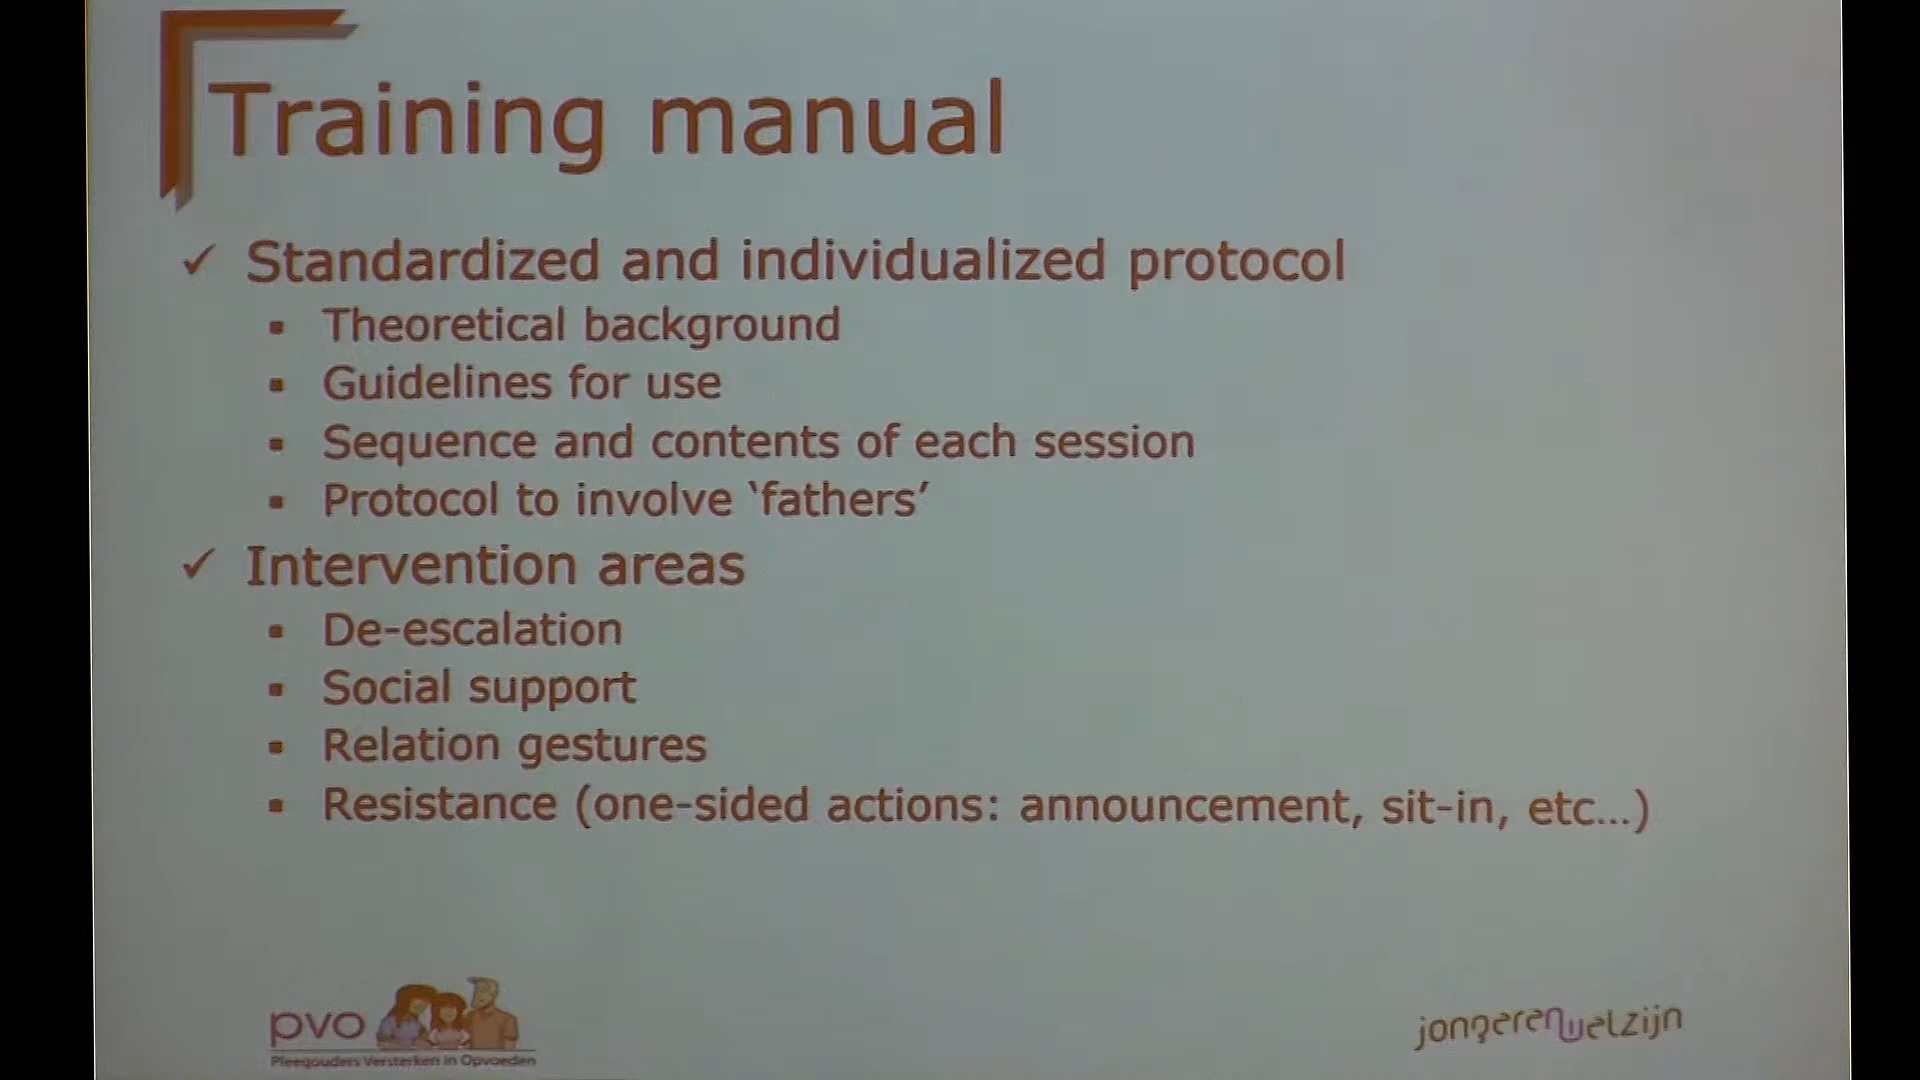 Training manual
✓ Standardized and individualized protocol
▪ Theoretical background
▪ Guidelines for use
▪ Sequence and contents of each session
▪ Protocol to involve ‘fathers’
✓ Intervention areas
▪ De-escalation
▪ Social support
▪ Relation gestures
▪ Resistance (one-sided actions: announcement, sit-in, etc…)
pvo
Pleegouders Versterken in Opvoeden
jongerenwelzijn